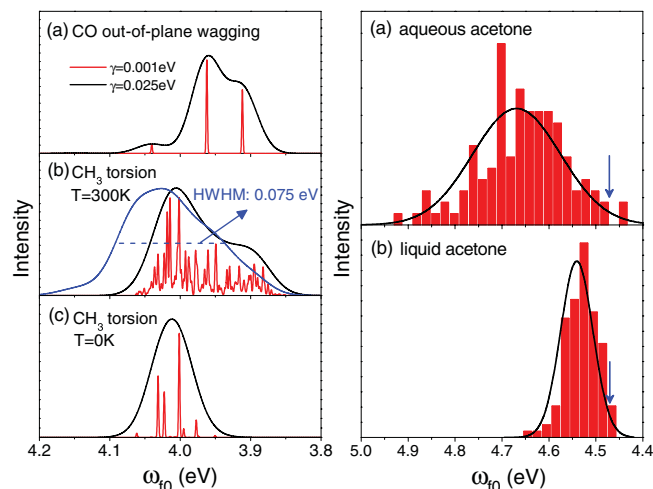 (a) CO out-of-plane wagging
γ=0.001eV
γ=0.025eV
(b) CH3 torsion
T=300K
HWHM: 0.075 eV
(c) CH3 torsion
T=0K
Intensity
4.2 4.1 4.0 3.9 3.8
ωf0 (eV)
(a) aqueous acetone
(b) liquid acetone
Intensity
5.0 4.9 4.8 4.7 4.6 4.5 4.4
ωf0 (eV)